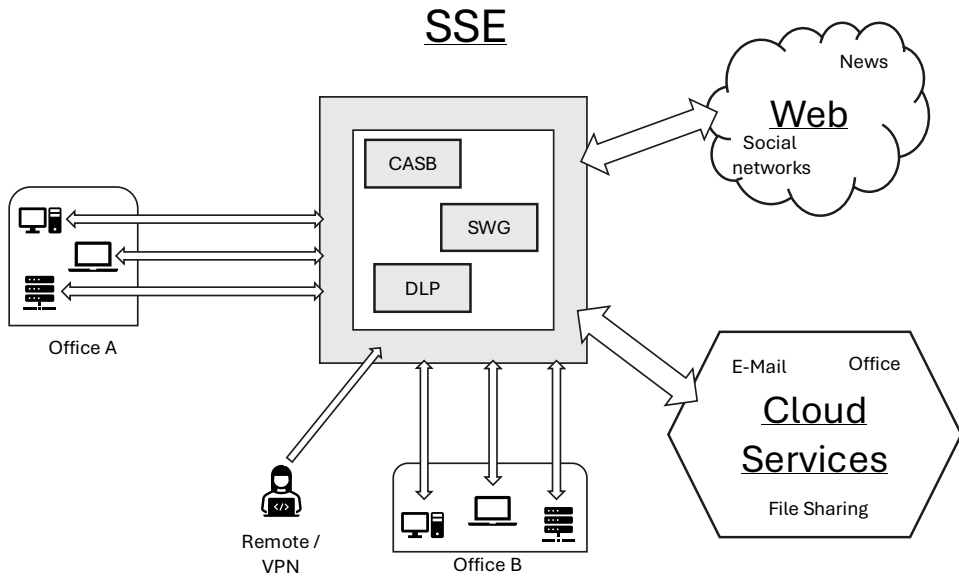 SSE
News
Web
Social
networks
CASB
SWG
DLP
Office A
E-Mail
Office
Cloud
Services
File Sharing
Remote /
VPN
Office B